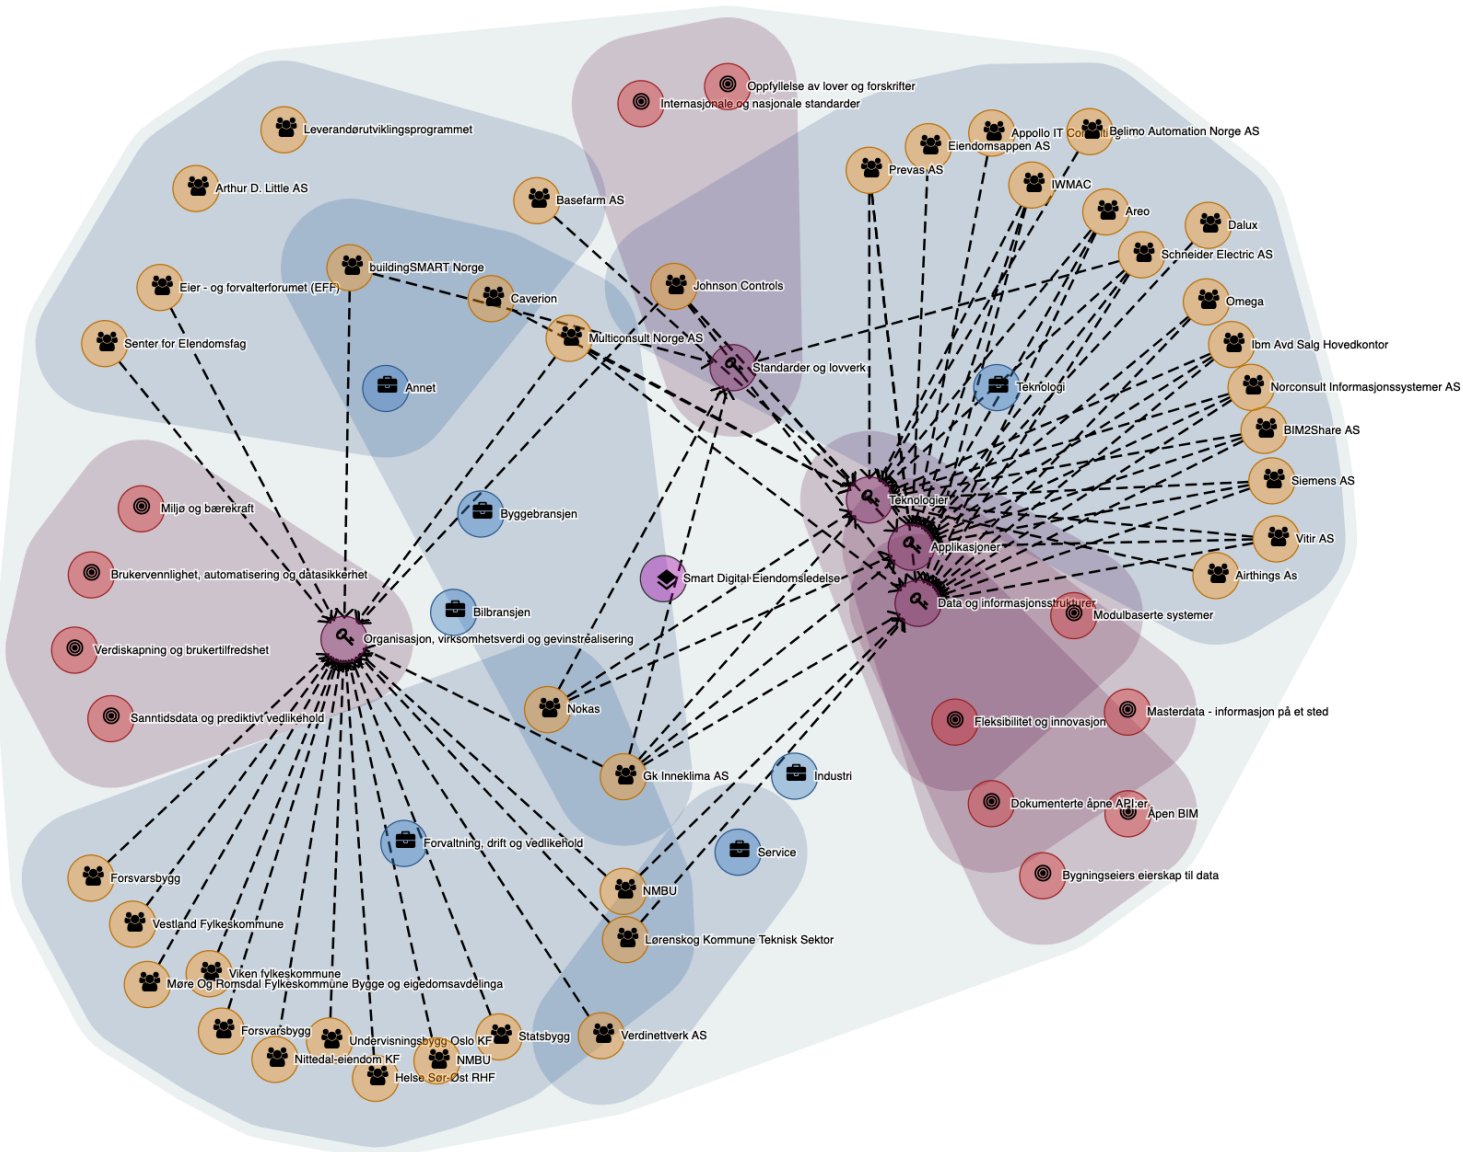 Oppfyllelse av lover og forskrifter
Internasjonale og nasjonale standarder
Leverandørutviklingsprogrammet
Appollo IT
Belimo Automation Norge AS
Eiendomsappen AS
Prevas AS
IWMAC
Arthur D. Little AS
Basefarm AS
Areo
Dalux
Schneider Electric AS
buildingSMART Norge
Eier - og forvalterforumet (EFF)
Caverion
Johnson Controls
Omega
Senter for EIendomsfag
Multiconsult Norge AS
Ibm Avd Salg Hovedkontor
Standarder og lovverk
Annet
Teknologi
Norconsult Informasjonssystemer AS
BIM2Share AS
Siemens AS
Teknologier
Miljø og bærekraft
Byggebransjen
Vitir AS
Applikasjoner
Brukervennlighet, automatisering og datasikkerhet
Smart Digital Eiendomsledelse
Airthings As
Data og informasjonsstrukturer
Bilbransjen
Modulbaserte systemer
Organisasjon, virksomhetsverdi og gevinstrealisering
Verdiskapning og brukertilfredshet
Sanntidsdata og prediktivt vedlikehold
Nokas
Masterdata - informasjon på et sted
Fleksibilitet og innovasjon
Gk Inneklima AS
Industri
Dokumenterte åpne API:er
Åpen BIM
Forvaltning, drift og vedlikehold
Service
Bygningseiers eierskap til data
Forsvarsbygg
NMBU
Vestland Fylkeskommune
Lørenskog Kommune Teknisk Sektor
Viken fylkeskommune
Møre Og Romsdal Fylkeskommune Bygge og eigedomsavdelinga
Forsvarsbygg
Undervisningsbygg Oslo KF
Statsbygg
Verdinettverk AS
Nittedal-eiendom KF
NMBU
Helse Sør-Øst RHF